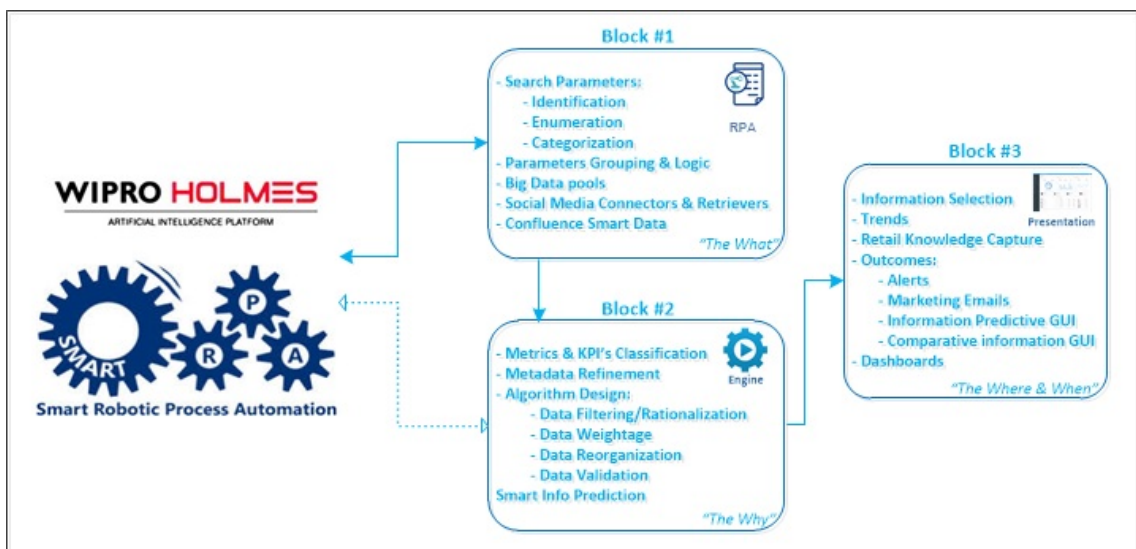 WIPRO HOLMES
ARTIFICIAL INTELLIGENCE PLATFORM
SMART
R
P
A
Smart Robotic Process Automation
Block #1
- Search Parameters:
- Identification
- Enumeration
- Categorization
- Parameters Grouping & Logic
- Big Data pools
- Social Media Connectors & Retrievers
- Confluence Smart Data
RPA
"The What"
Block #2
- Metrics & KPI's Classification
- Metadata Refinement
- Algorithm Design:
- Data Filtering/Rationalization
- Data Weightage
- Data Reorganization
- Data Validation
Smart Info Prediction
Engine
"The Why"
Block #3
- Information Selection
- Trends
- Retail Knowledge Capture
- Outcomes:
- Alerts
- Marketing Emails
- Information Predictive GUI
- Comparative information GUI
- Dashboards
Presentation
"The Where & When"